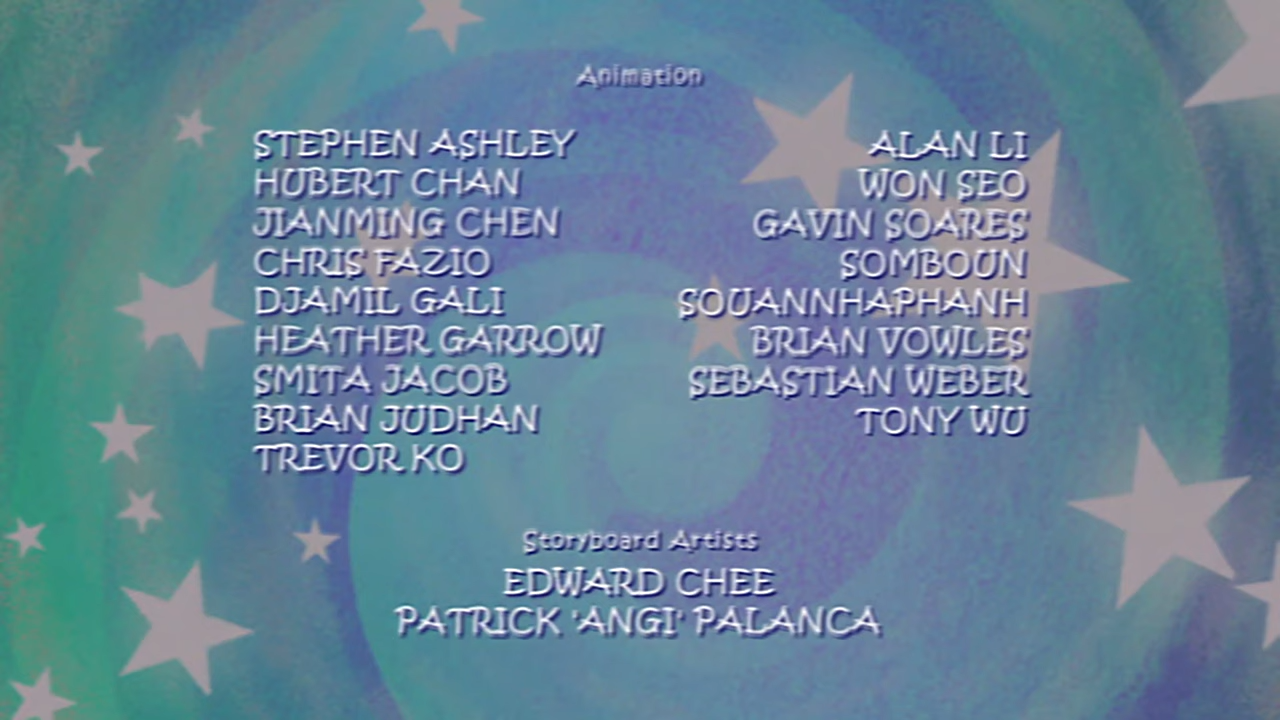 Animation
STEPHEN ASHLEY
HUBERT CHAN
JIANMING CHEN
CHRIS FAZIO
DJAMIL GALI
HEATHER GARROW
SMITA JACOB
BRIAN JUDHAN
TREVOR KO
ALAN LI
WON SEO
GAVIN SOARES
SOMBOUN
SOUANNHAPHANH
BRIAN VOWLES
SEBASTIAN WEBER
TONY WU
Storyboard Artists
EDWARD CHEE
PATRICK 'ANGI' PALANCA